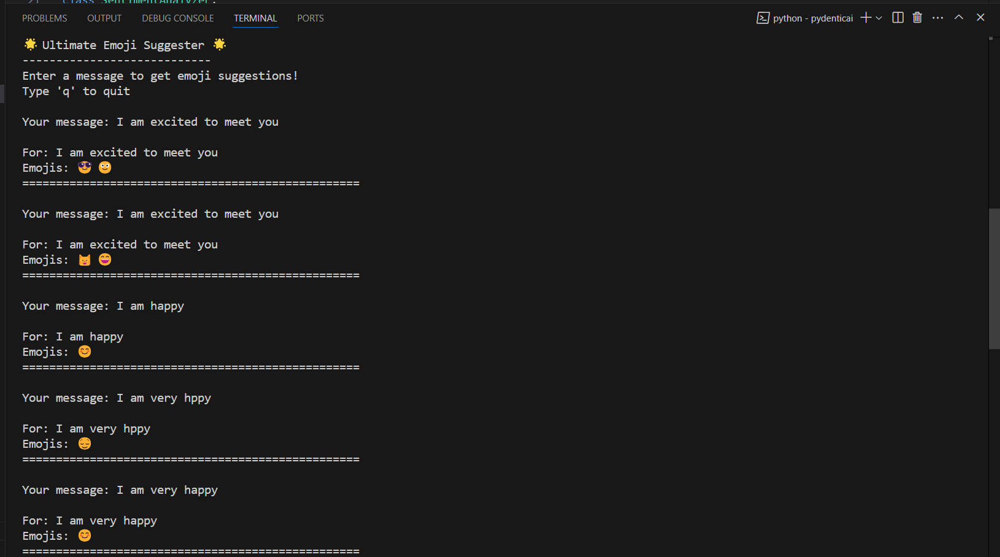 PROBLEMS OUTPUT DEBUG CONSOLE TERMINAL PORTS python - pydenticai
🌟 Ultimate Emoji Suggester 🌟
----------------------------
Enter a message to get emoji suggestions!
Type 'q' to quit
Your message: I am excited to meet you
For: I am excited to meet you
Emojis: 😎 🙂
==================================================
Your message: I am excited to meet you
For: I am excited to meet you
Emojis: 😺 😄
==================================================
Your message: I am happy
For: I am happy
Emojis: 😊
==================================================
Your message: I am very hppy
For: I am very hppy
Emojis: 😌
==================================================
Your message: I am very happy
For: I am very happy
Emojis: 😊
==================================================